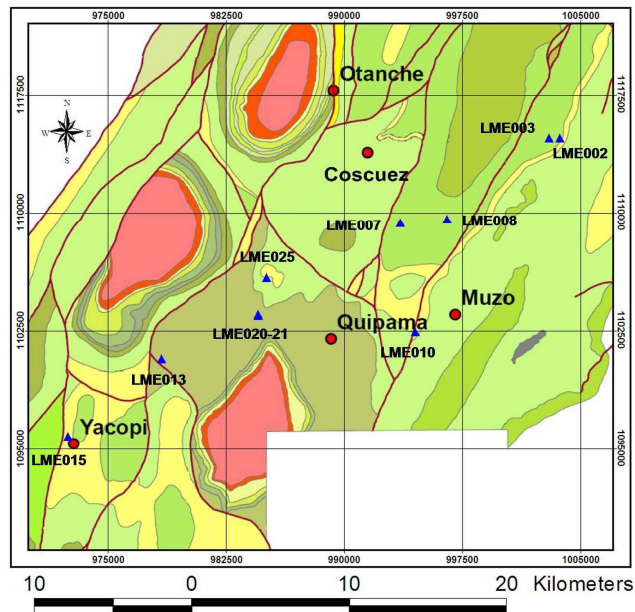 975000 982500 990000 997500 1005000
Otanche
1117500 1117500
N
W E
S
LME003
LME002
Coscuez
1110000 1110000
LME007 LME008
LME025
Muzo
Quipama
1102500 1102500
LME020-21
LME010
LME013
Yacopi
LME015
1095000 1095000
975000 982500 990000 997500 1005000
10 0 10 20 Kilometers